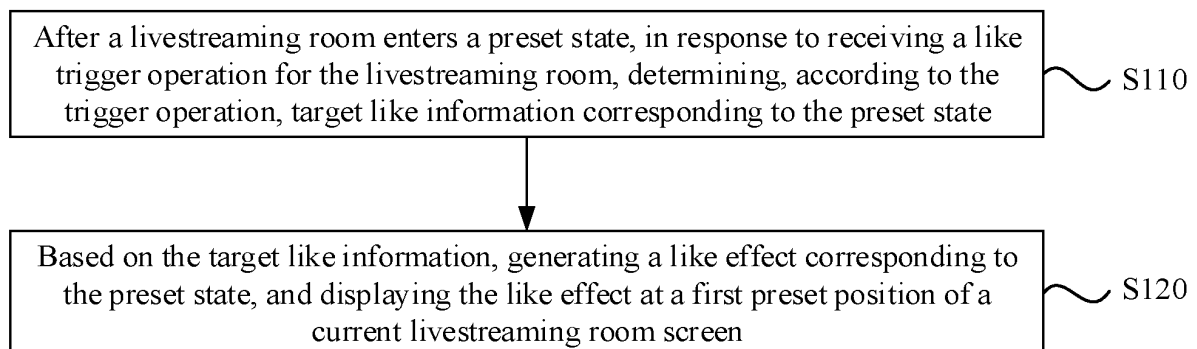 After a livestreaming room enters a preset state, in response to receiving a like
trigger operation for the livestreaming room, determining, according to the
trigger operation, target like information corresponding to the preset state
S110
Based on the target like information, generating a like effect corresponding to
the preset state, and displaying the like effect at a first preset position of a
current livestreaming room screen
S120